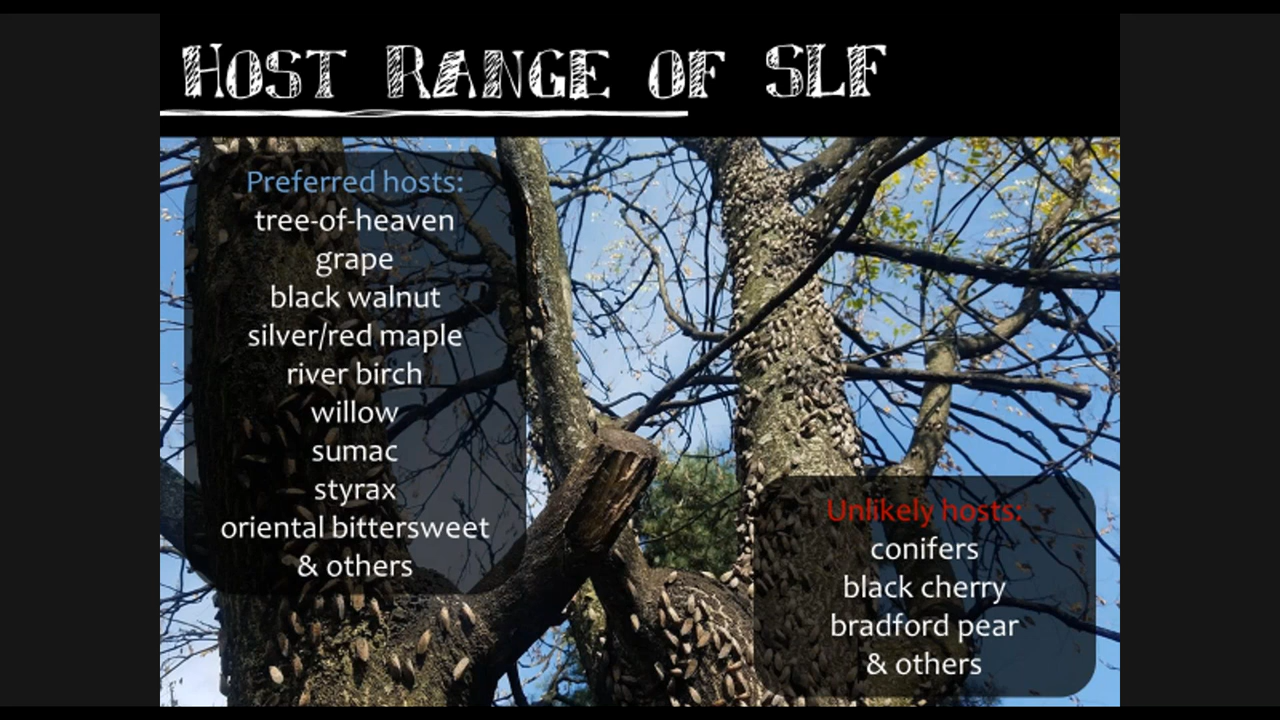 Host Range of SLF
Preferred hosts:
tree-of-heaven
grape
black walnut
silver/red maple
river birch
willow
sumac
styrax
oriental bittersweet
& others
Unlikely hosts:
conifers
black cherry
bradford pear
& others